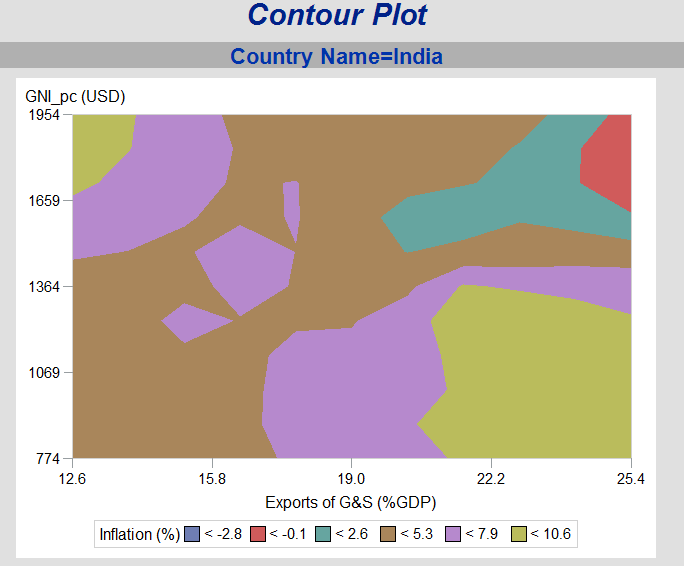 Contour Plot
Country Name=India
GNI_pc (USD)
1954
1659
1364
1069
774
12.6 15.8 19.0 22.2 25.4
Exports of G&S (%GDP)
Inflation (%) < -2.8 < -0.1 < 2.6 < 5.3 < 7.9 < 10.6